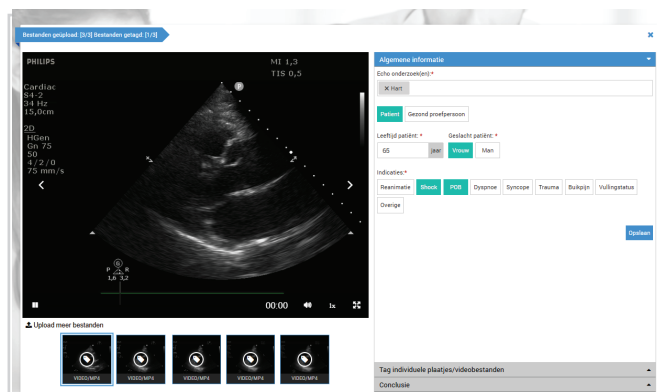 Bestanden geüpload: [3/3] Bestanden getagd: [1/3]
×
PHILIPS
MI 1,3
TIS 0,5
Cardiac
S4-2
34 Hz
15,0cm
2D
HGen
Gn 75
50
4/2/0
75 mm/s
P
G
P R
1,6 3,2
00:00
1x
Upload meer bestanden
VIDEO/MP4
VIDEO/MP4
VIDEO/MP4
VIDEO/MP4
VIDEO/MP4
Algemene informatie
Echo onderzoek(en):*
× Hart
Patient Gezond proefpersoon
Leeftijd patiënt: * Geslacht patiënt: *
65 jaar Vrouw Man
Indicaties:*
Reanimatie Shock POB Dyspnoe Syncope Trauma Buikpijn Vullingstatus
Overige
Opslaan
Tag individuele plaatjes/videobestanden
Conclusie